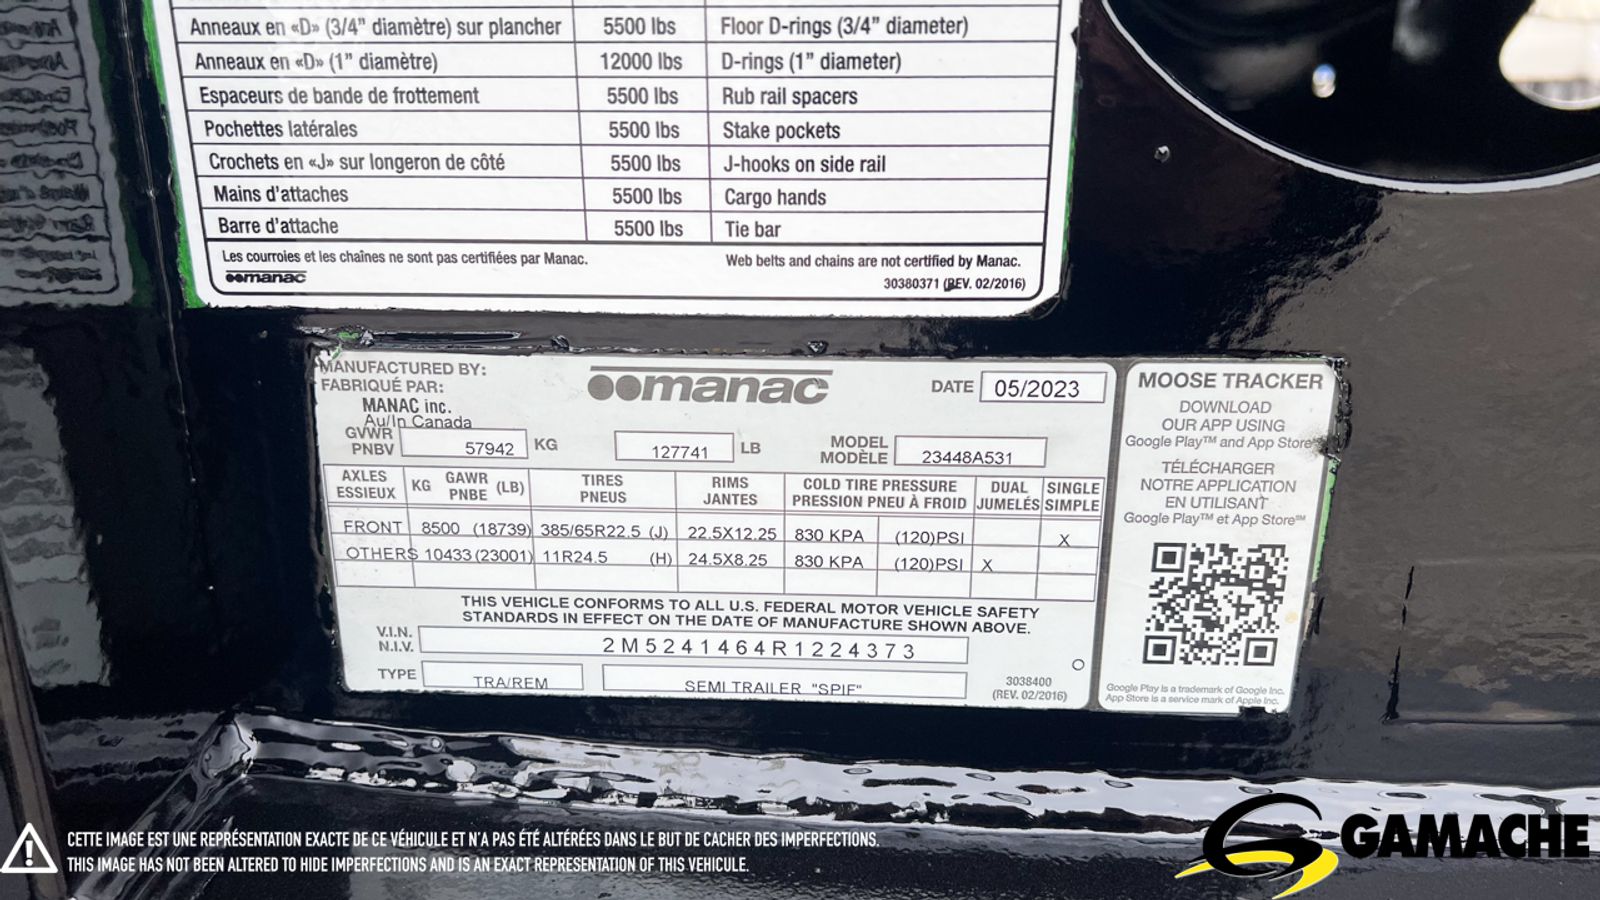 Anneaux en «D» (3/4” diamètre) sur plancher 5500 lbs Floor D-rings (3/4” diameter)
Anneaux en «D» (1” diamètre) 12000 lbs D-rings (1” diameter)
Espaceurs de bande de frottement 5500 lbs Rub rail spacers
Pochettes latérales 5500 lbs Stake pockets
Crochets en «J» sur longeron de côté 5500 lbs J-hooks on side rail
Mains d’attaches 5500 lbs Cargo hands
Barre d’attache 5500 lbs Tie bar
Les courroies et les chaînes ne sont pas certifiées par Manac. Web belts and chains are not certified by Manac.
manac 30380371 (REV. 02/2016)
MANUFACTURED BY:
FABRIQUÉ PAR:
MANAC inc.
Au/In Canada
manac
DATE 05/2023
GVWR
PNBV 57942 KG 127741 LB
MODEL
MODÈLE 23448A531
AXLES GAWR TIRES RIMS COLD TIRE PRESSURE DUAL SINGLE
ESSIEUX KG PNBE (LB) PNEUS JANTES PRESSION PNEU À FROID JUMELÉS SIMPLE
FRONT 8500 (18739) 385/65R22.5 (J) 22.5X12.25 830 KPA (120)PSI X
OTHERS 10433 (23001) 11R24.5 (H) 24.5X8.25 830 KPA (120)PSI X
THIS VEHICLE CONFORMS TO ALL U.S. FEDERAL MOTOR VEHICLE SAFETY
STANDARDS IN EFFECT ON THE DATE OF MANUFACTURE SHOWN ABOVE.
V.I.N.
N.I.V. 2M5241464R1224373
TYPE TRA/REM SEMI TRAILER "SPIF"
3038400
(REV. 02/2016)
MOOSE TRACKER
DOWNLOAD
OUR APP USING
Google Play™ and App Store℠
TÉLÉCHARGER
NOTRE APPLICATION
EN UTILISANT
Google Play™ et App Store℠
Google Play is a trademark of Google Inc.
App Store is a service mark of Apple Inc.
CETTE IMAGE EST UNE REPRÉSENTATION EXACTE DE CE VÉHICULE ET N'A PAS ÉTÉ ALTÉRÉES DANS LE BUT DE CACHER DES IMPERFECTIONS.
THIS IMAGE HAS NOT BEEN ALTERED TO HIDE IMPERFECTIONS AND IS AN EXACT REPRESENTATION OF THIS VEHICULE.
GAMACHE